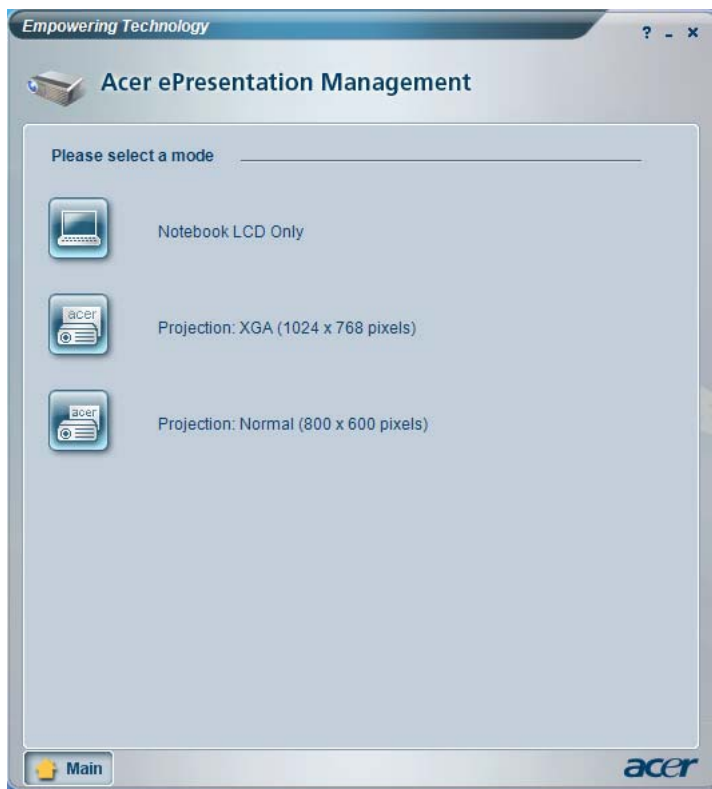 Empowering Technology
? - ×
Acer ePresentation Management
Please select a mode
Notebook LCD Only
acer
Projection: XGA (1024 x 768 pixels)
acer
Projection: Normal (800 x 600 pixels)
Main
acer